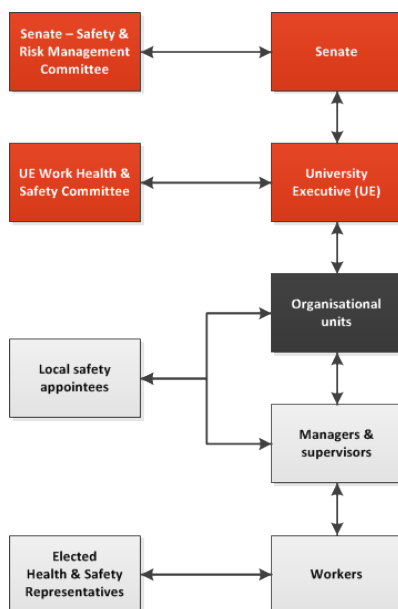 Senate – Safety &
Risk Management
Committee
Senate
UE Work Health &
Safety Committee
University
Executive (UE)
Organisational
units
Local safety
appointees
Managers &
supervisors
Elected
Health & Safety
Representatives
Workers